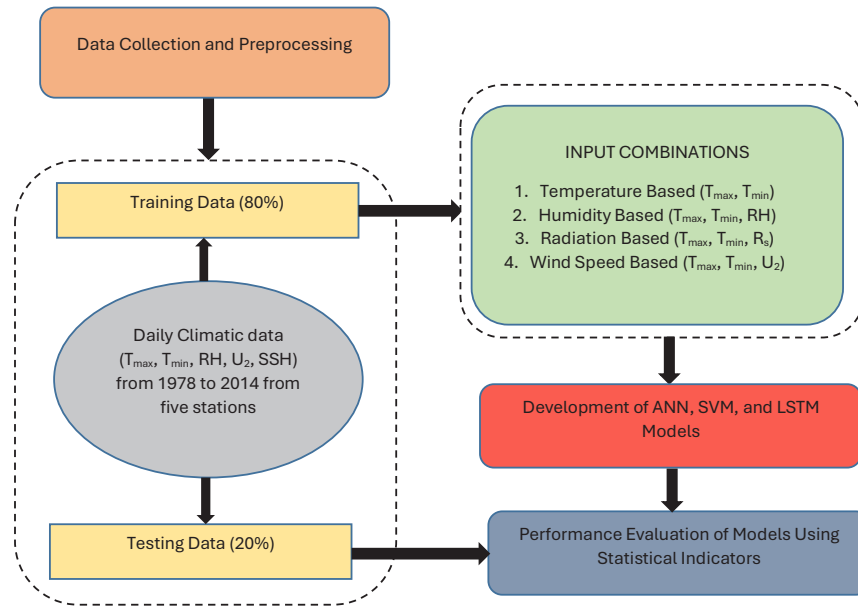 Data Collection and Preprocessing
Training Data (80%)
Daily Climatic data
(Tmax, Tmin, RH, U2, SSH)
from 1978 to 2014 from
five stations
Testing Data (20%)
INPUT COMBINATIONS
1. Temperature Based (Tmax, Tmin)
2. Humidity Based (Tmax, Tmin, RH)
3. Radiation Based (Tmax, Tmin, Rs)
4. Wind Speed Based (Tmax, Tmin, U2)
Development of ANN, SVM, and LSTM
Models
Performance Evaluation of Models Using
Statistical Indicators